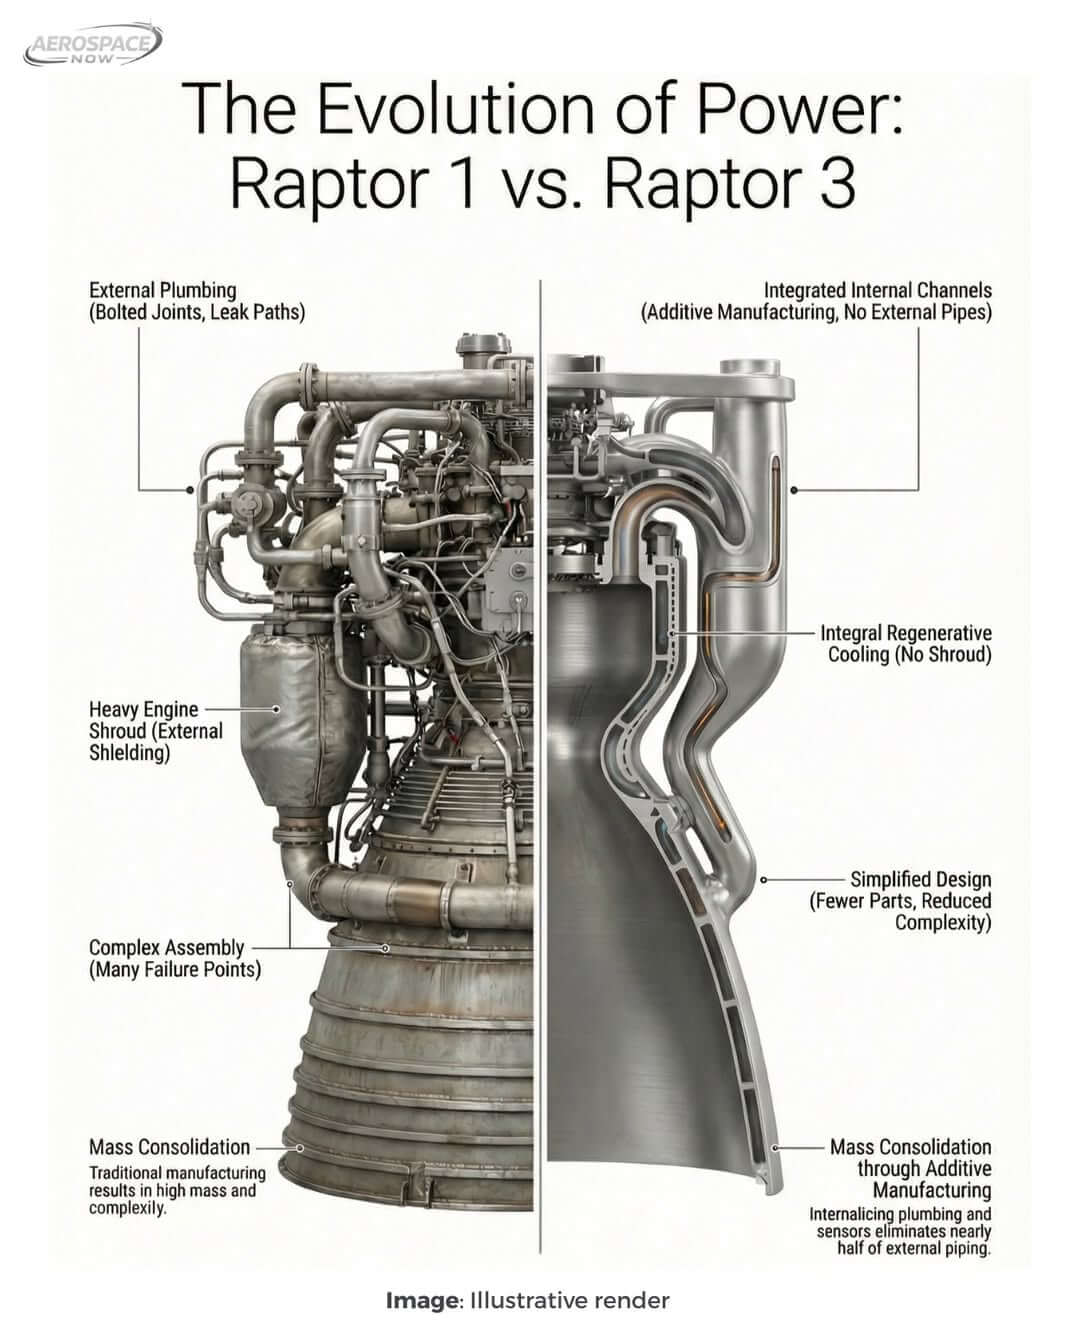 AEROSPACE
NOW
The Evolution of Power:
Raptor 1 vs. Raptor 3
External Plumbing
(Bolted Joints, Leak Paths)
Integrated Internal Channels
(Additive Manufacturing, No External Pipes)
Integral Regenerative
Cooling (No Shroud)
Heavy Engine
Shroud (External
Shielding)
Simplified Design
(Fewer Parts, Reduced
Complexity)
Complex Assembly
(Many Failure Points)
Mass Consolidation
Traditional manufacturing
results in high mass and
complexily.
Mass Consolidation
through Additive
Manufacturing
Internalicing plumbing and
sensors eliminates nearly
half of external piping.
Image: Illustrative render